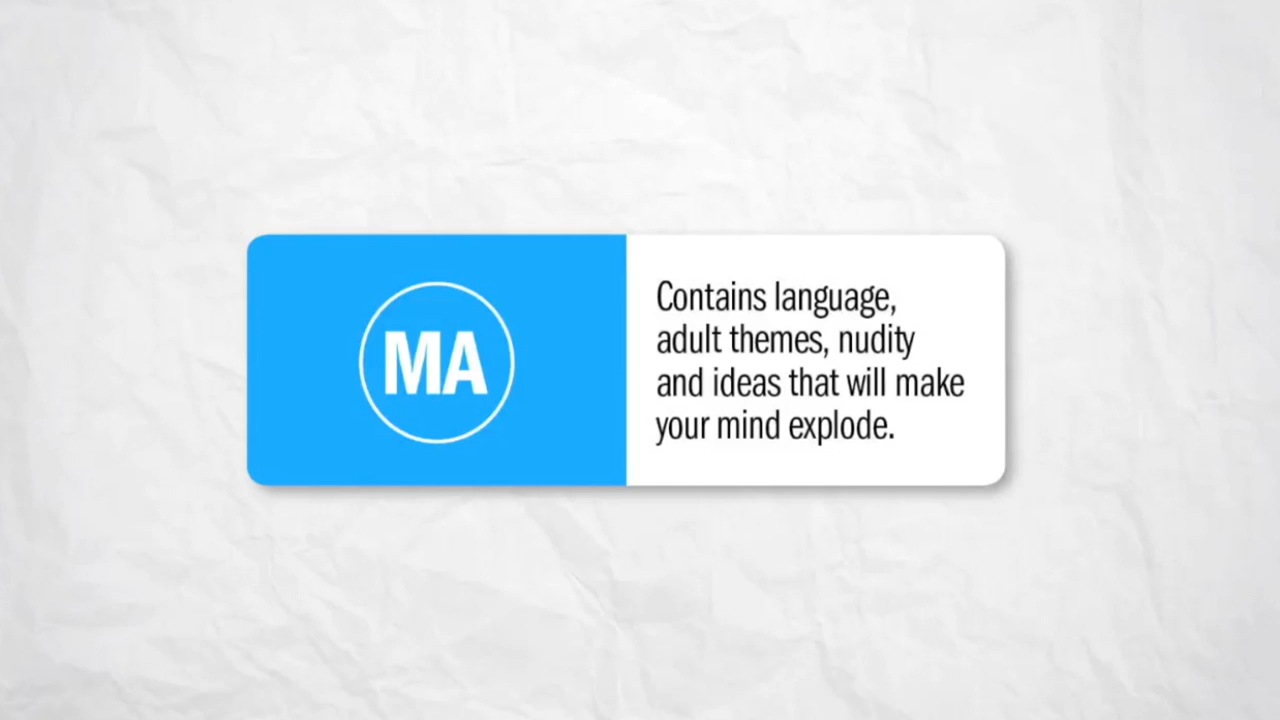 MA
Contains language,
adult themes, nudity
and ideas that will make
your mind explode.